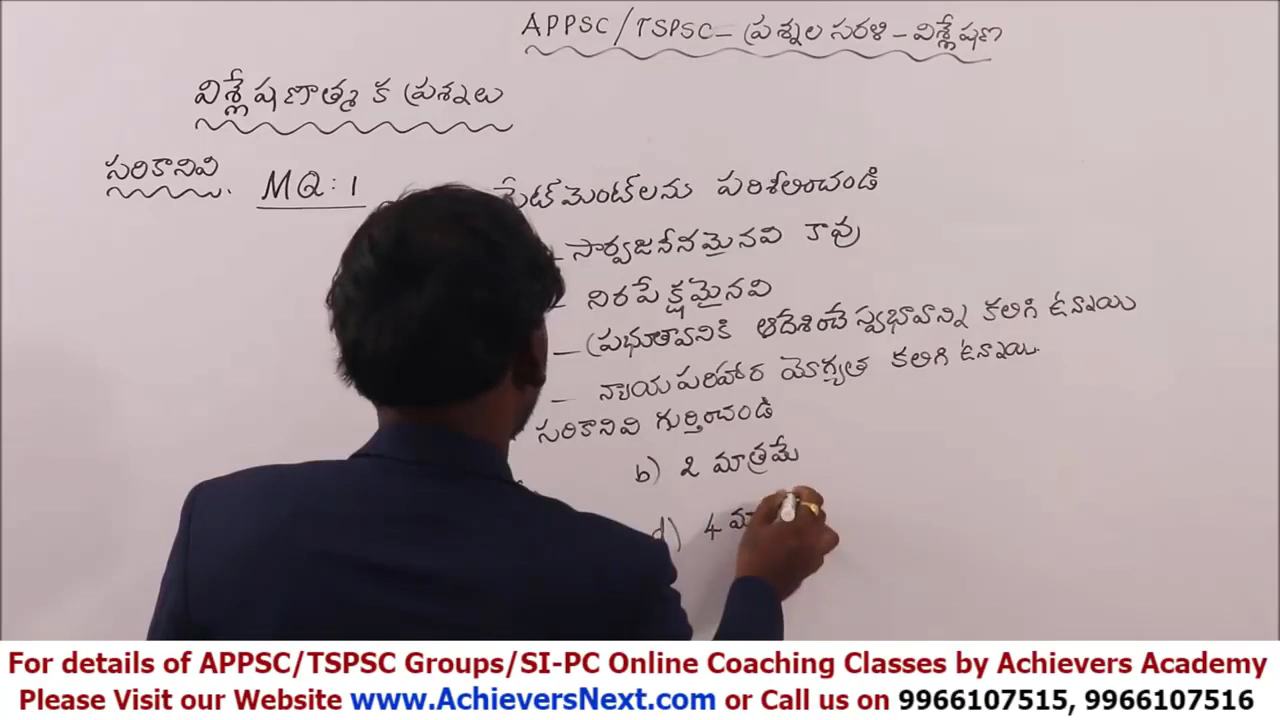 APPSC/TSPSC- ప్రశ్నల సరళి - విశ్లేషణ
విశ్లేషణాత్మక ప్రశ్నలు
సరికానివి.
MQ:1
పరిశీలించండి
- సార్వజనీనమైనవి కావు
- నిరపేక్షమైనవి
- ప్రభుత్వానికి ఆదేశించే స్వభావాన్ని కలిగి ఉన్నాయి
- న్యాయ పరిహార యోగ్యత కలిగి ఉన్నాయి.
సరికానివి గుర్తించండి
b) 2 మాత్రమే
d) 4
For details of APPSC/TSPSC Groups/SI-PC Online Coaching Classes by Achievers Academy
Please Visit our Website www.AchieversNext.com or Call us on 9966107515, 9966107516